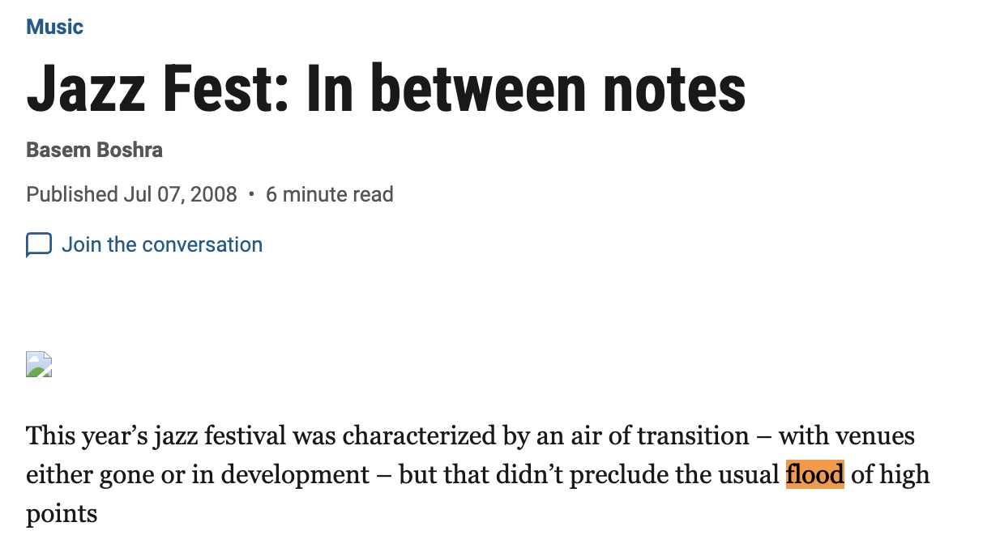 Music
Jazz Fest: In between notes
Basem Boshra
Published Jul 07, 2008 • 6 minute read
Join the conversation
This year’s jazz festival was characterized by an air of transition – with venues
either gone or in development – but that didn’t preclude the usual flood of high
points